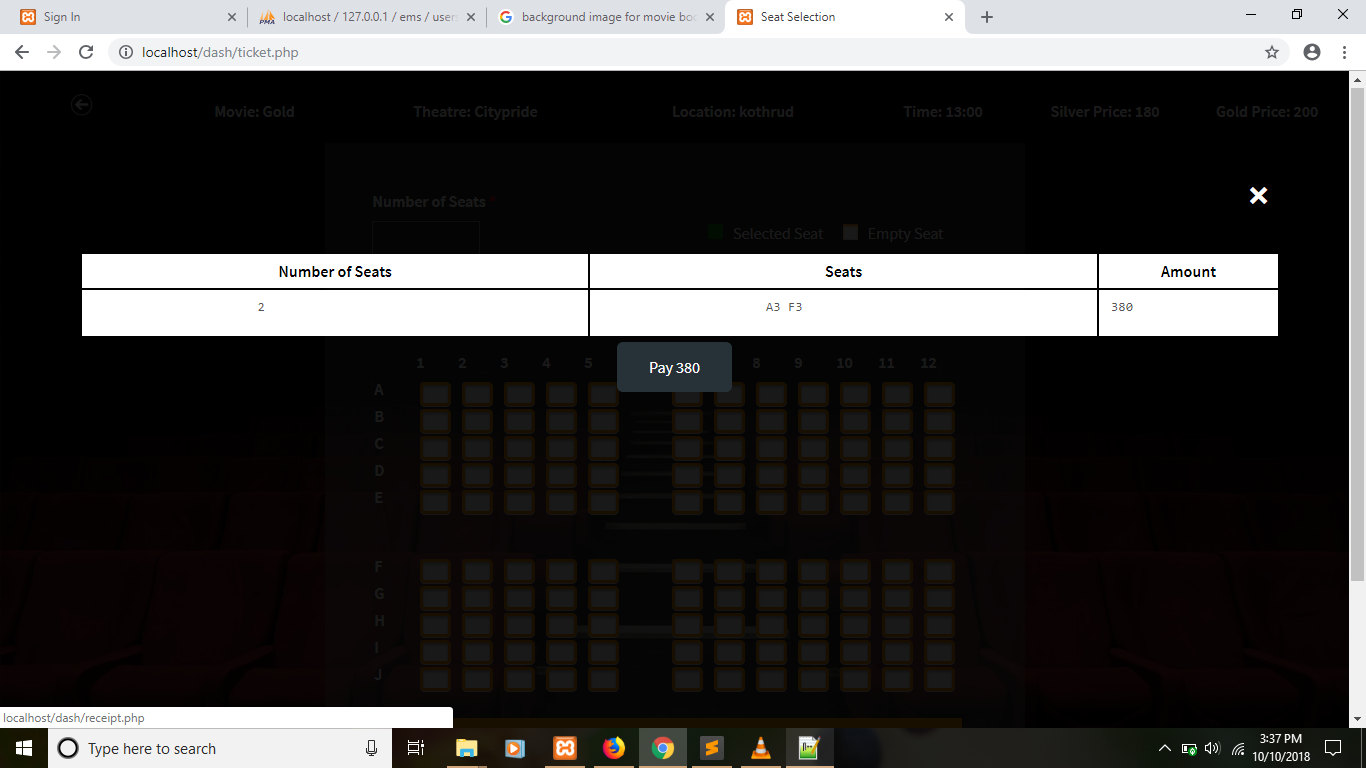 Sign In
localhost / 127.0.0.1 / ems / user
background image for movie boo
Seat Selection
localhost/dash/ticket.php
Movie: Gold
Theatre: Citypride
Location: kothrud
Time: 13:00
Silver Price: 180
Gold Price: 200
Number of Seats *
Selected Seat
Empty Seat
Number of Seats Seats Amount
2 A3 F3 380
Pay 380
1 2 3 4 5 8 9 10 11 12
A
B
C
D
E
F
G
H
I
J
localhost/dash/receipt.php
Type here to search
3:37 PM
10/10/2018